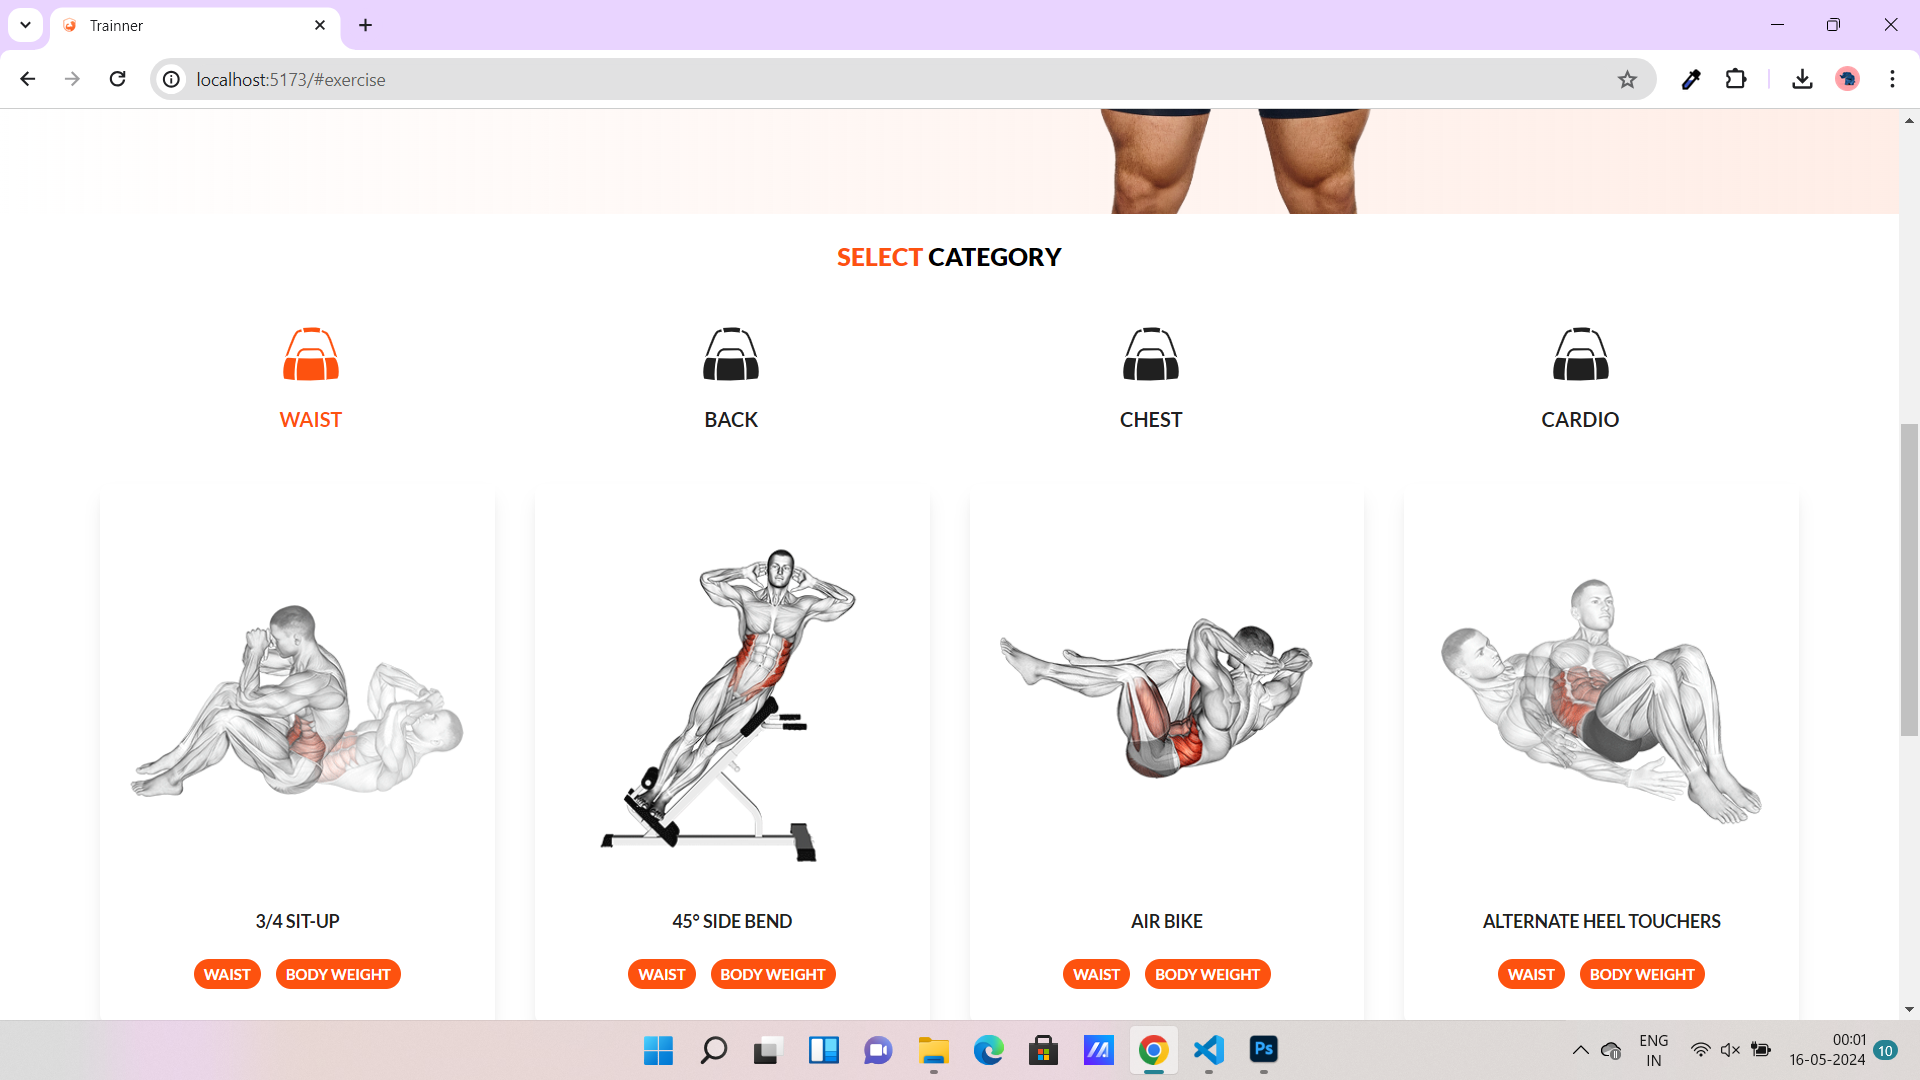 Trainner
localhost:5173/#exercise
SELECT CATEGORY
WAIST
BACK
CHEST
CARDIO
3/4 SIT-UP
WAIST BODY WEIGHT
45° SIDE BEND
WAIST BODY WEIGHT
AIR BIKE
WAIST BODY WEIGHT
ALTERNATE HEEL TOUCHERS
WAIST BODY WEIGHT
Ps
ENG
IN
00:01
16-05-2024
10